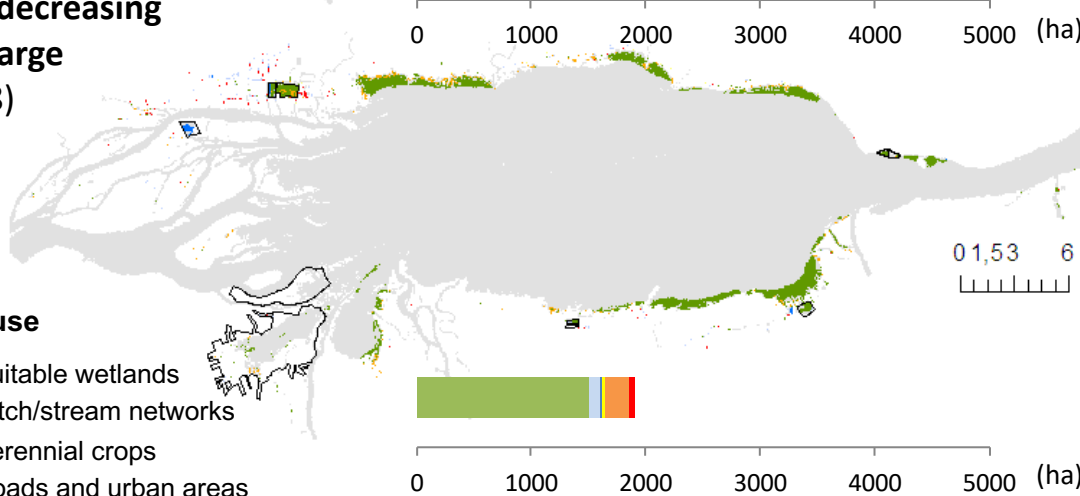 decreasing
0 1000 2000 3000 4000 5000 (ha)
arge
)
0 1,5 3 6
use
uitable wetlands
tch/stream networks
erennial crops
oads and urban areas
0 1000 2000 3000 4000 5000 (ha)